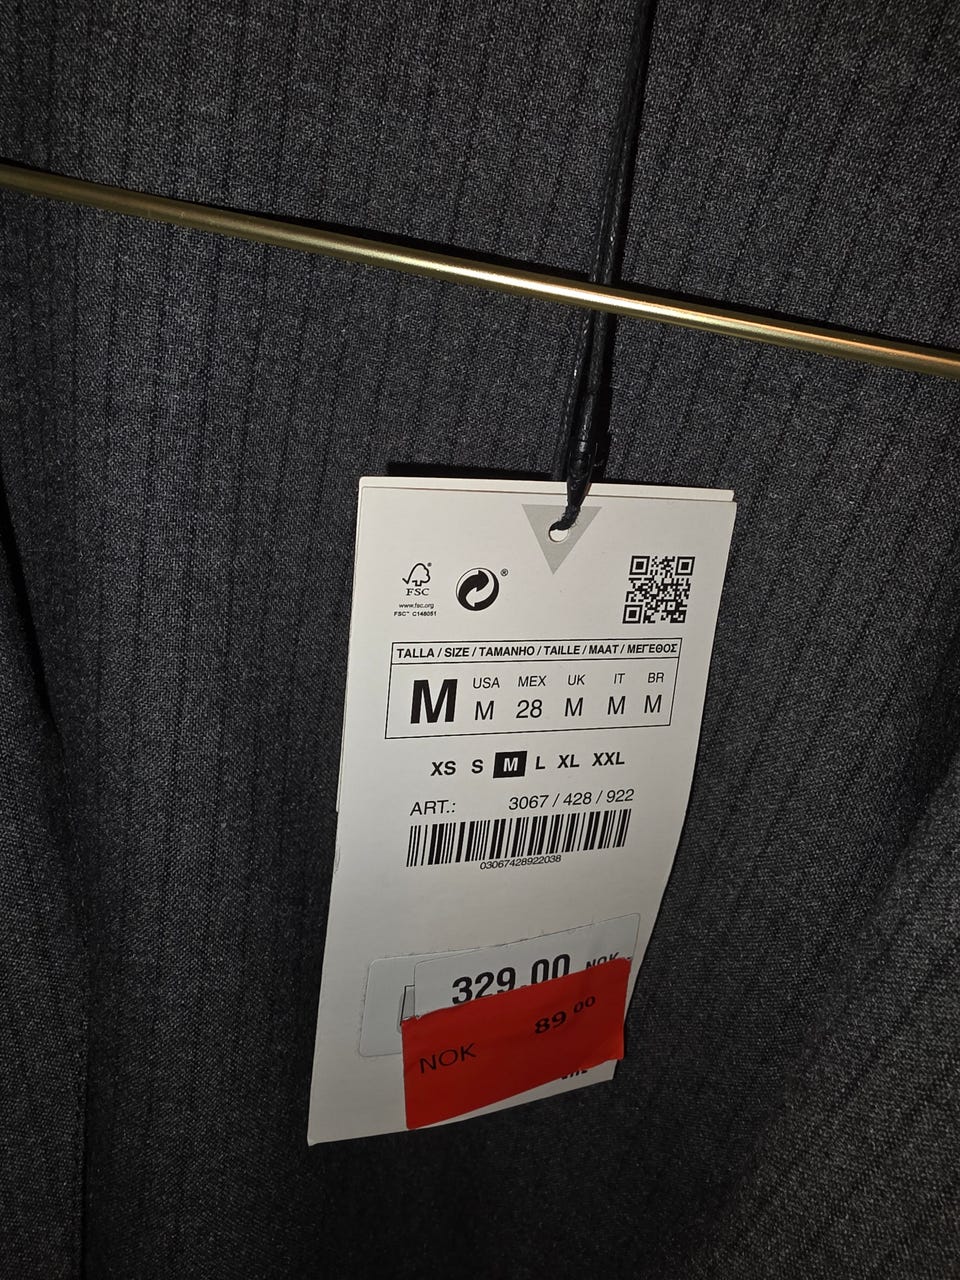 FSC
www.fsc.org
FSC™ C148051
®
TALLA / SIZE / TAMANHO / TAILLE / MAAT / ΜΕΓΕΘΟΣ
M
USA MEX UK IT BR
M 28 M M M
XS S M L XL XXL
ART.: 3067 / 428 / 922
03067428922038
329.00 NOK
89.00
NOK